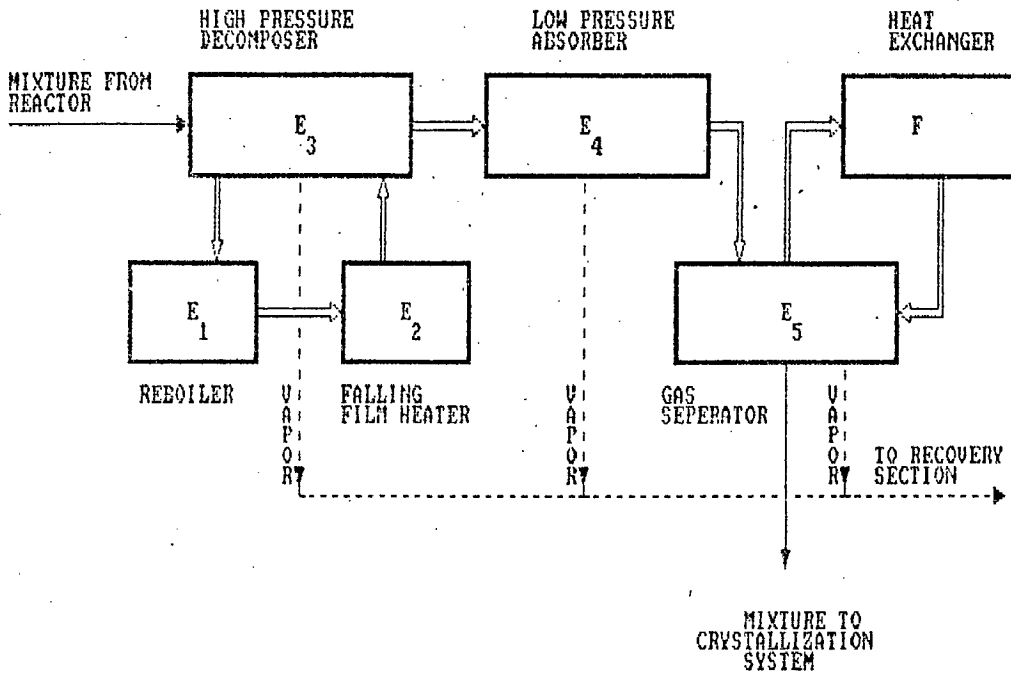 HIGH PRESSURE
DECOMPOSER
LOW PRESSURE
ABSORBER
HEAT
EXCHANGER
MIXTURE FROM
REACTOR
E3
E4
F
E1
E2
E5
REBOILER
FALLING
FILM HEATER
GAS
SEPERATOR
VAPOR
VAPOR
VAPOR
TO RECOVERY
SECTION
MIXTURE TO
CRYSTALLIZATION
SYSTEM